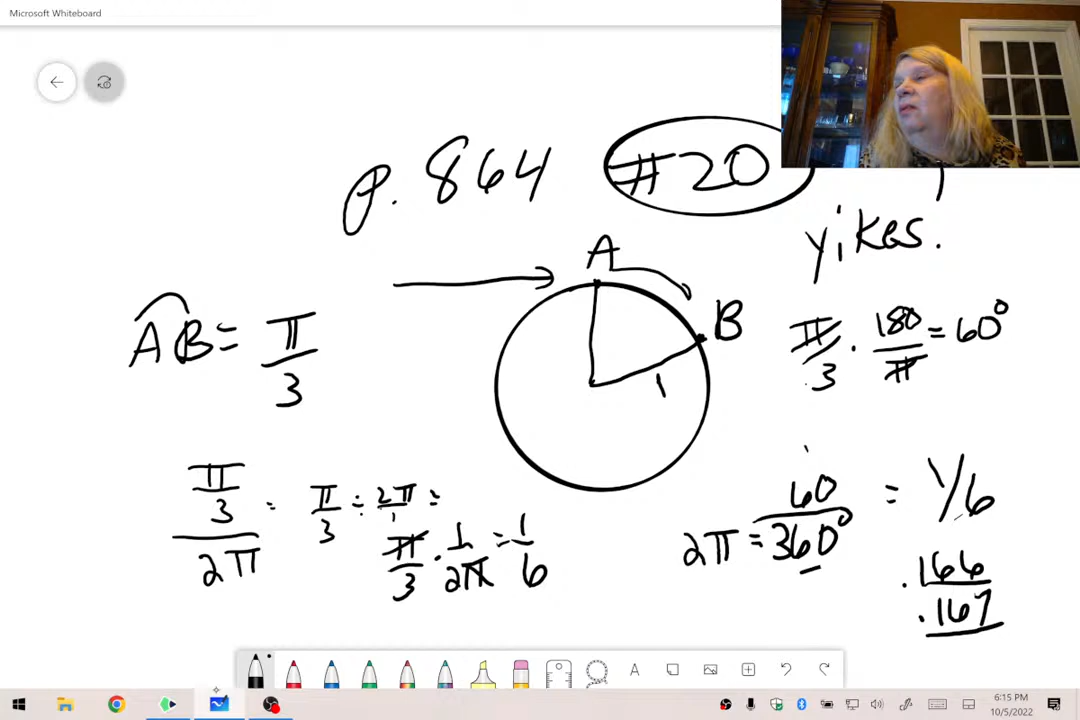 Microsoft Whiteboard
p. 864 #20
yikes.
A
B
1
AB = π/3
π/3 · 180/π = 60°
π/3 / 2π = π/3 ÷ 2π/1 =
π/3 · 1/2π = 1/6
2π = 60/360° = 1/6
.166
.167
A
6:15 PM
10/5/2022